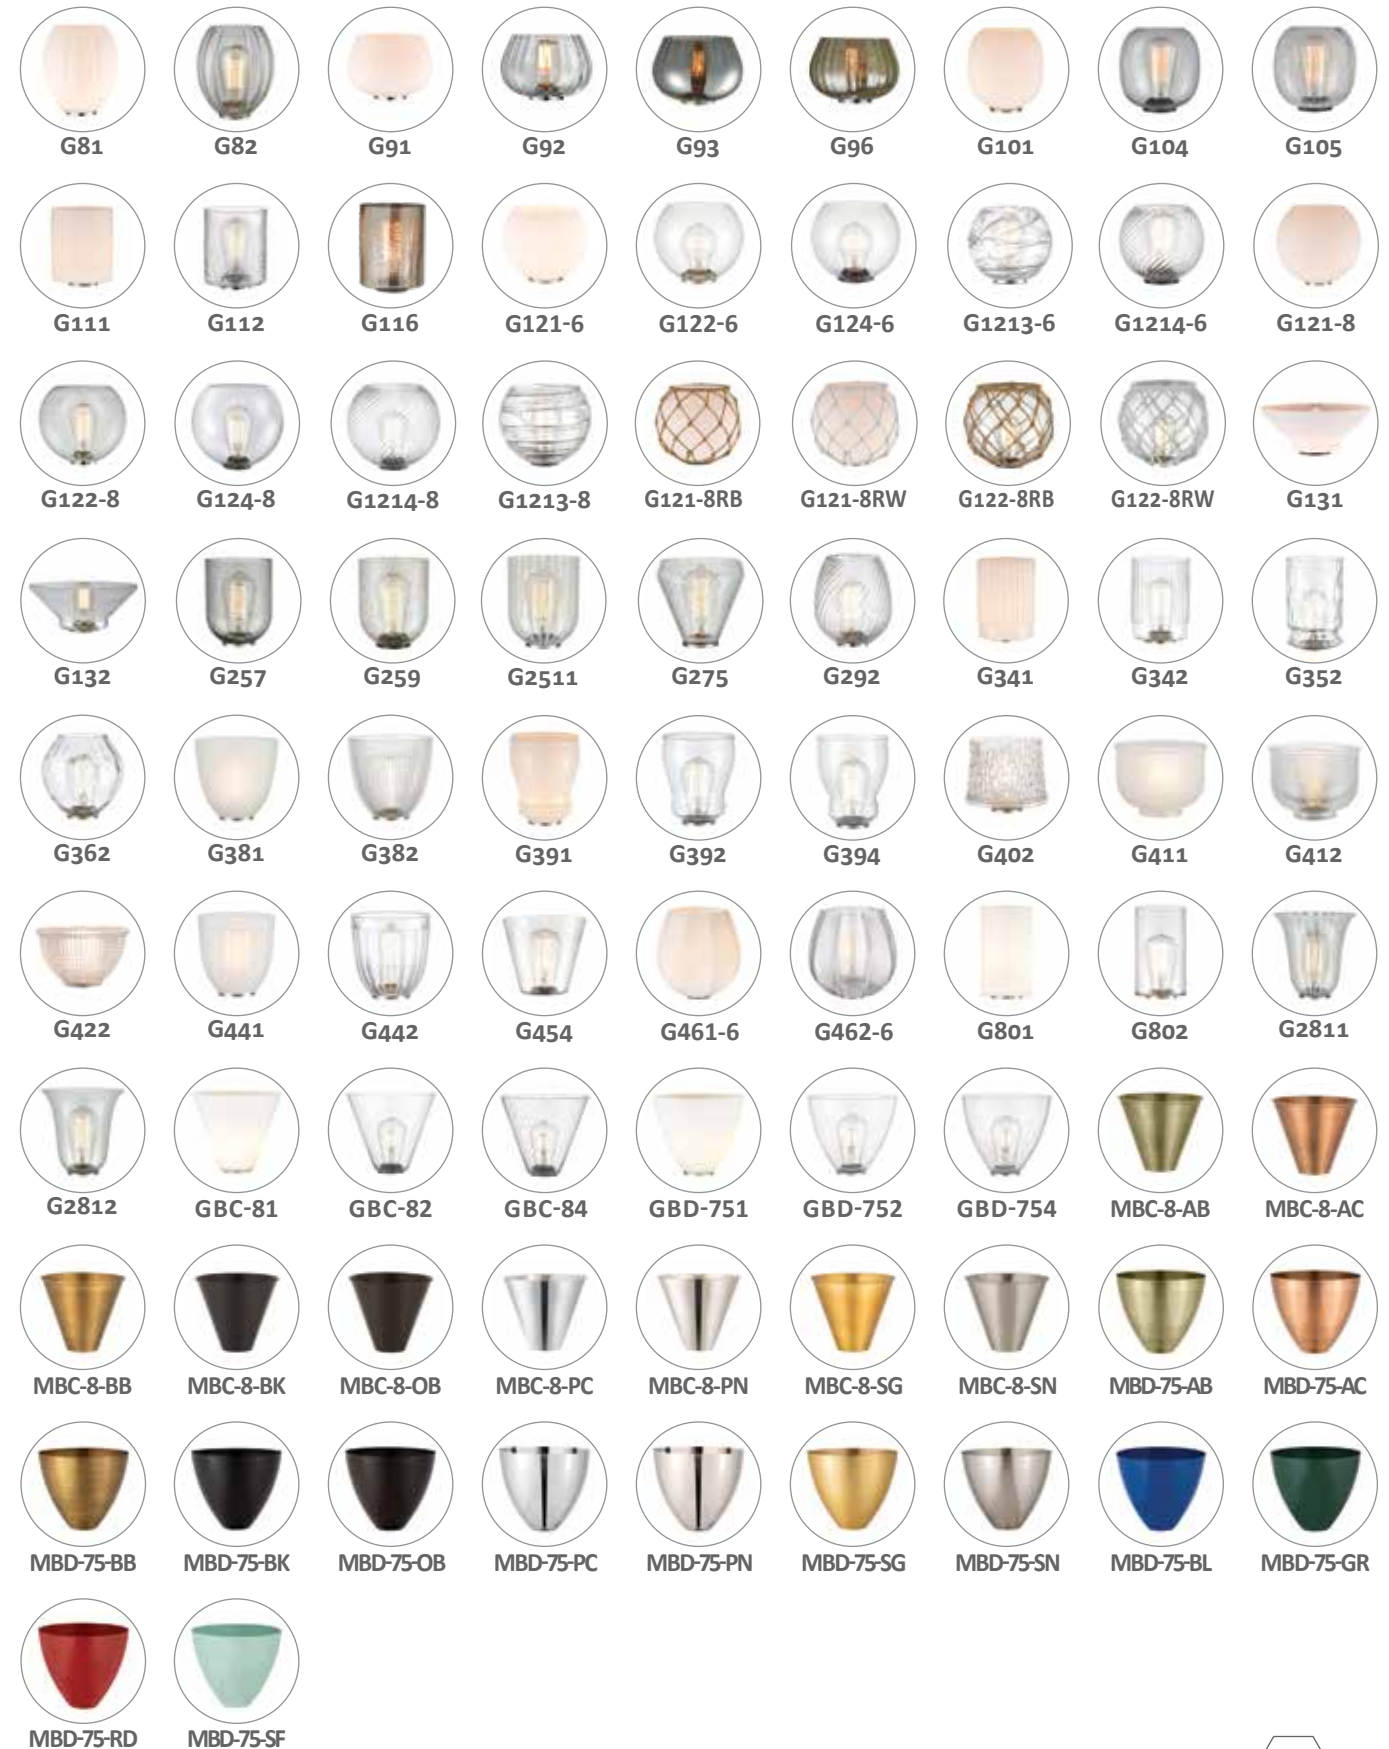 G81 G82 G91 G92 G93 G96 G101 G104 G105
G111 G112 G116 G121-6 G122-6 G124-6 G1213-6 G1214-6 G121-8
G122-8 G124-8 G1214-8 G1213-8 G121-8RB G121-8RW G122-8RB G122-8RW G131
G132 G257 G259 G2511 G275 G292 G341 G342 G352
G362 G381 G382 G391 G392 G394 G402 G411 G412
G422 G441 G442 G454 G461-6 G462-6 G801 G802 G2811
G2812 GBC-81 GBC-82 GBC-84 GBD-751 GBD-752 GBD-754 MBC-8-AB MBC-8-AC
MBC-8-BB MBC-8-BK MBC-8-OB MBC-8-PC MBC-8-PN MBC-8-SG MBC-8-SN MBD-75-AB MBD-75-AC
MBD-75-BB MBD-75-BK MBD-75-OB MBD-75-PC MBD-75-PN MBD-75-SG MBD-75-SN MBD-75-BL MBD-75-GR
MBD-75-RD MBD-75-SF